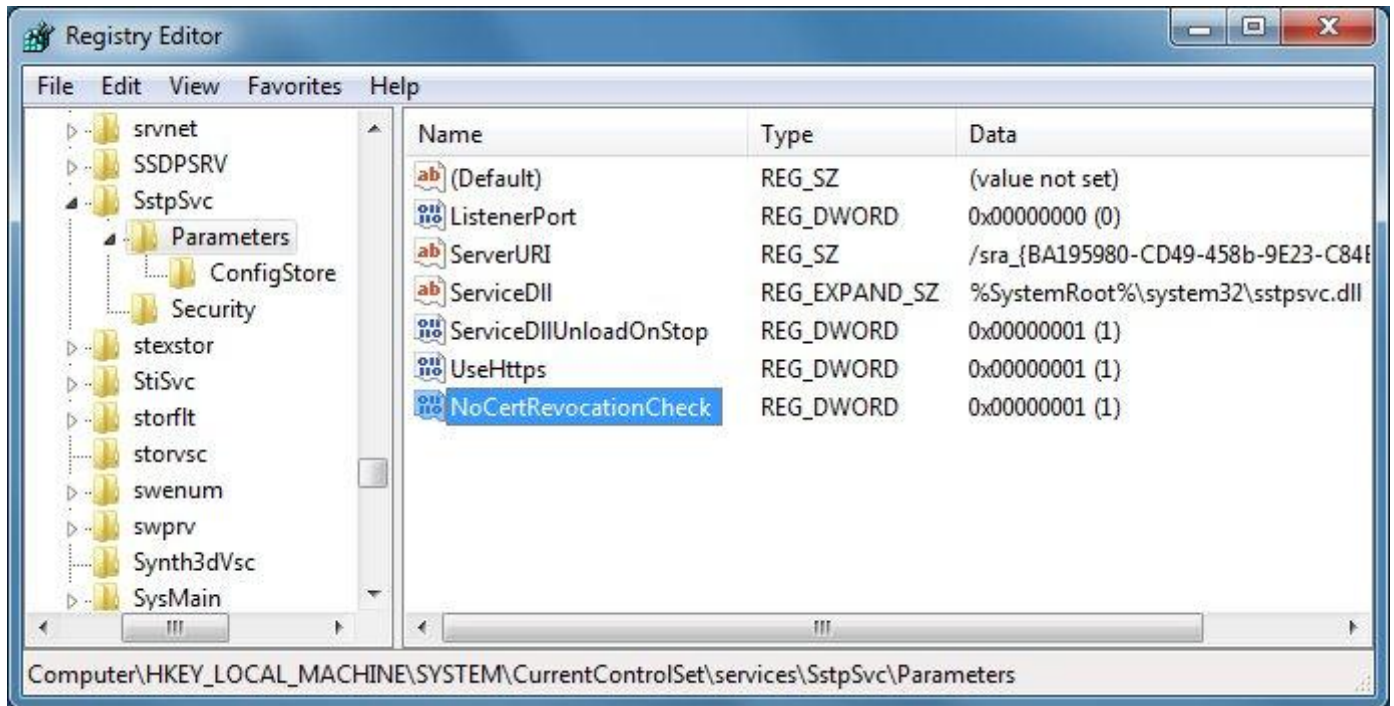 Registry Editor
File Edit View Favorites Help
srvnet
SSDPSRV
SstpSvc
Parameters
ConfigStore
Security
stexstor
StiSvc
storflt
storvsc
swenum
swprv
Synth3dVsc
SysMain
Name Type Data
(Default) REG_SZ (value not set)
ListenerPort REG_DWORD 0x00000000 (0)
ServerURI REG_SZ /sra_{BA195980-CD49-458b-9E23-C84E
ServiceDll REG_EXPAND_SZ %SystemRoot%\system32\sstpsvc.dll
ServiceDllUnloadOnStop REG_DWORD 0x00000001 (1)
UseHttps REG_DWORD 0x00000001 (1)
NoCertRevocationCheck REG_DWORD 0x00000001 (1)
Computer\HKEY_LOCAL_MACHINE\SYSTEM\CurrentControlSet\services\SstpSvc\Parameters